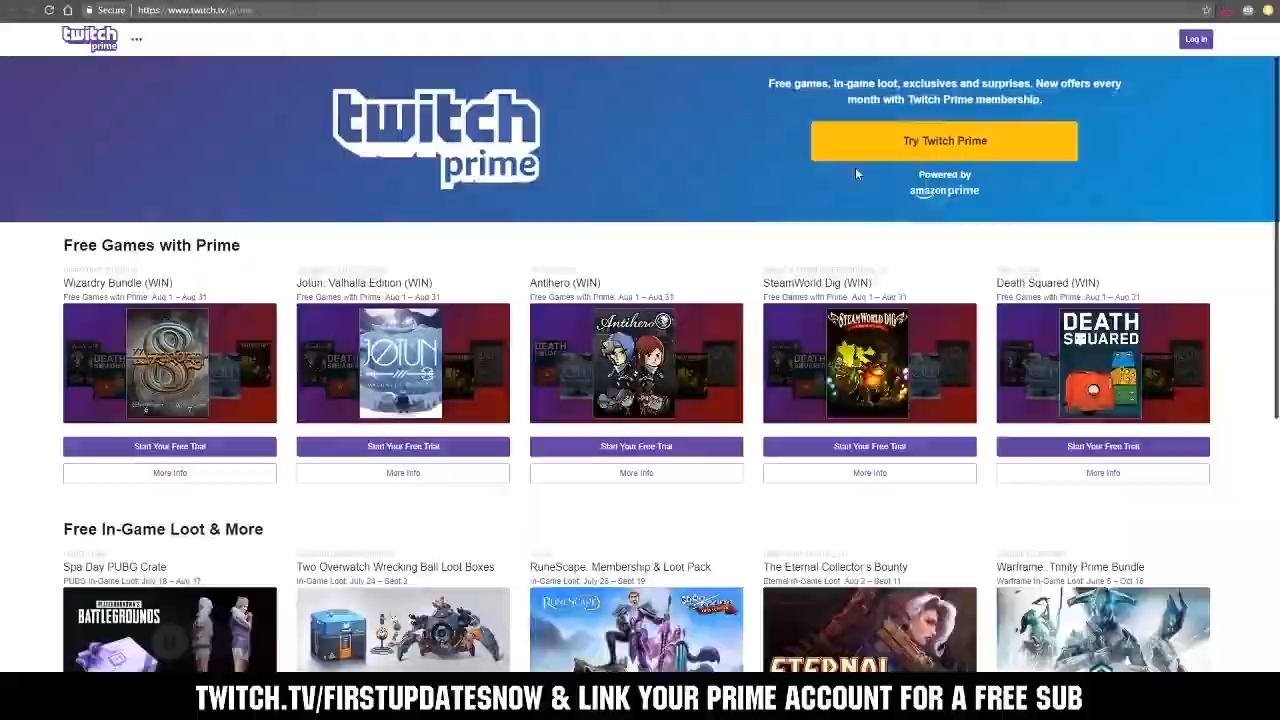 Secure
https://www.twitch.tv/prime
twitch
prime
Log In
twitch
prime
Free games, in-game loot, exclusives and surprises. New offers every
month with Twitch Prime membership.
Try Twitch Prime
Powered by
amazon prime
Free Games with Prime
Wizardry Bundle (WIN)
Free Games with Prime: Aug 1 – Aug 31
Start Your Free Trial
More Info
Jotun: Valhalla Edition (WIN)
Free Games with Prime: Aug 1 – Aug 31
JOTUN
Start Your Free Trial
More Info
Antihero (WIN)
Free Games with Prime: Aug 1 – Aug 31
Antihero
Start Your Free Trial
More Info
SteamWorld Dig (WIN)
Free Games with Prime: Aug 1 – Aug 31
STEAMWORLD DIG
Start Your Free Trial
More Info
Death Squared (WIN)
Free Games with Prime: Aug 1 – Aug 31
DEATH
SQUARED
Start Your Free Trial
More Info
Free In-Game Loot & More
Spa Day PUBG Crate
PUBG In-Game Loot: July 18 – Aug 17
BATTLEGROUNDS
Two Overwatch Wrecking Ball Loot Boxes
In-Game Loot: July 24 – Sept 3
RuneScape: Membership & Loot Pack
In-Game Loot: July 26 – Sept 19
RUNESCAPE
The Eternal Collector's Bounty
Eternal In-Game Loot: Aug 2 – Sept 11
ETERNAL
Warframe: Trinity Prime Bundle
Warframe In-Game Loot: June 5 – Oct 16
TWITCH.TV/FIRSTUPDATESNOW & LINK YOUR PRIME ACCOUNT FOR A FREE SUB